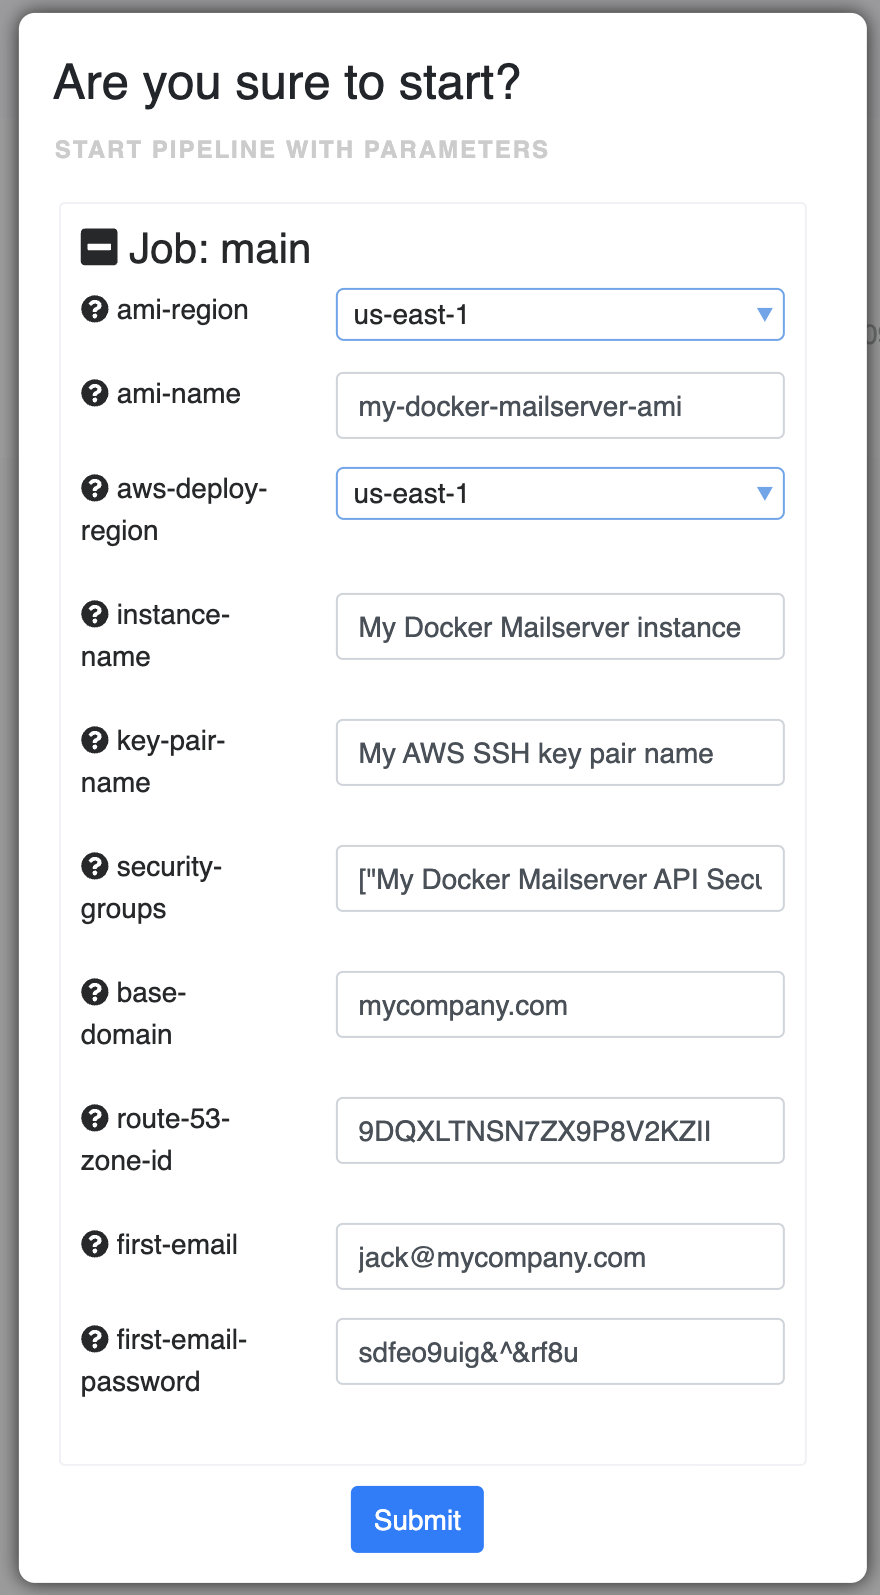 Are you sure to start?
START PIPELINE WITH PARAMETERS
Job: main
ami-region
us-east-1
ami-name
my-docker-mailserver-ami
aws-deploy-
region
us-east-1
instance-
name
My Docker Mailserver instance
key-pair-
name
My AWS SSH key pair name
security-
groups
["My Docker Mailserver API Secu
base-
domain
mycompany.com
route-53-
zone-id
9DQXLTNSN7ZX9P8V2KZII
first-email
jack@mycompany.com
first-email-
password
sdfeo9uig&^&rf8u
Submit